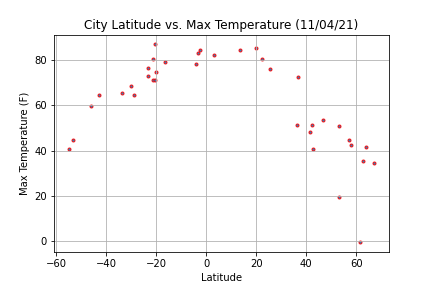 City Latitude vs. Max Temperature (11/04/21)
80
60
40
20
0
Max Temperature (F)
−60 −40 −20 0 20 40 60
Latitude